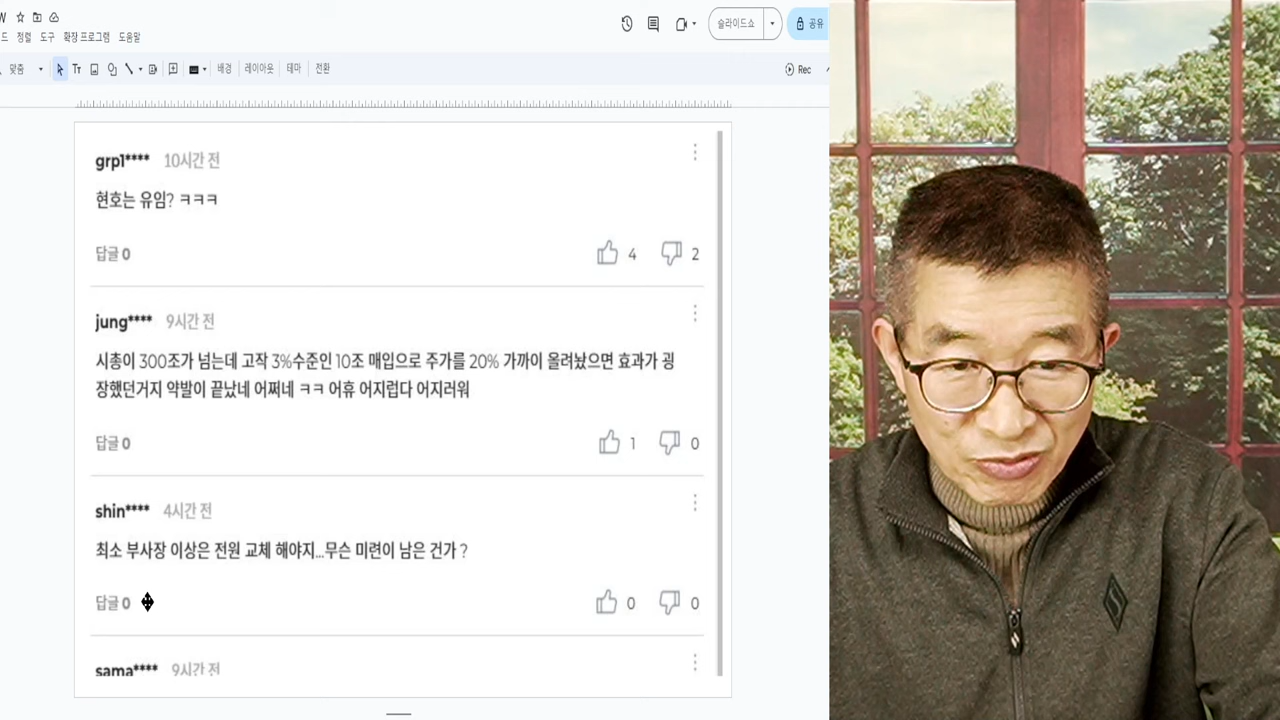 W
드 정렬 도구 확장 프로그램 도움말
슬라이드쇼 공유
맞춤 Tт 배경 레이아웃 테마 전환 Rec
grp1**** 10시간 전
현호는 유임? ㅋㅋㅋ
답글 0 4 2
jung**** 9시간 전
시총이 300조가 넘는데 고작 3%수준인 10조 매입으로 주가를 20% 가까이 올려놨으면 효과가 굉
장했던거지 약발이 끝났네 어쩌네 ㅋㅋ 어휴 어지럽다 어지러워
답글 0 1 0
shin**** 4시간 전
최소 부사장 이상은 전원 교체 해야지...무슨 미련이 남은 건가 ?
답글 0 0 0
sama**** 9시간 전